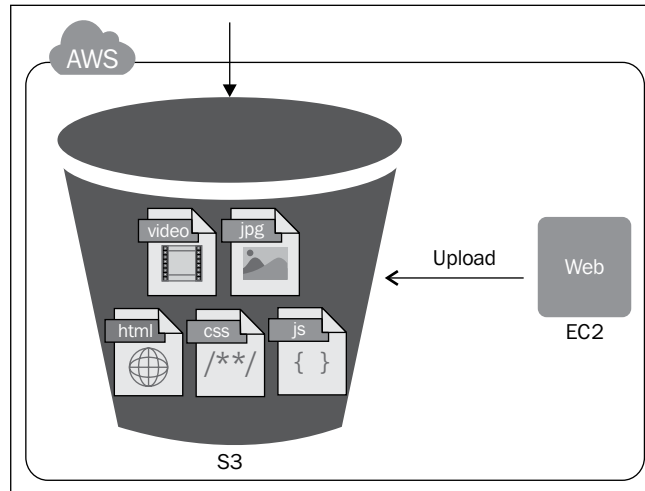 AWS
video
jpg
Upload
Web
html
css
js
/**/
{ }
EC2
S3